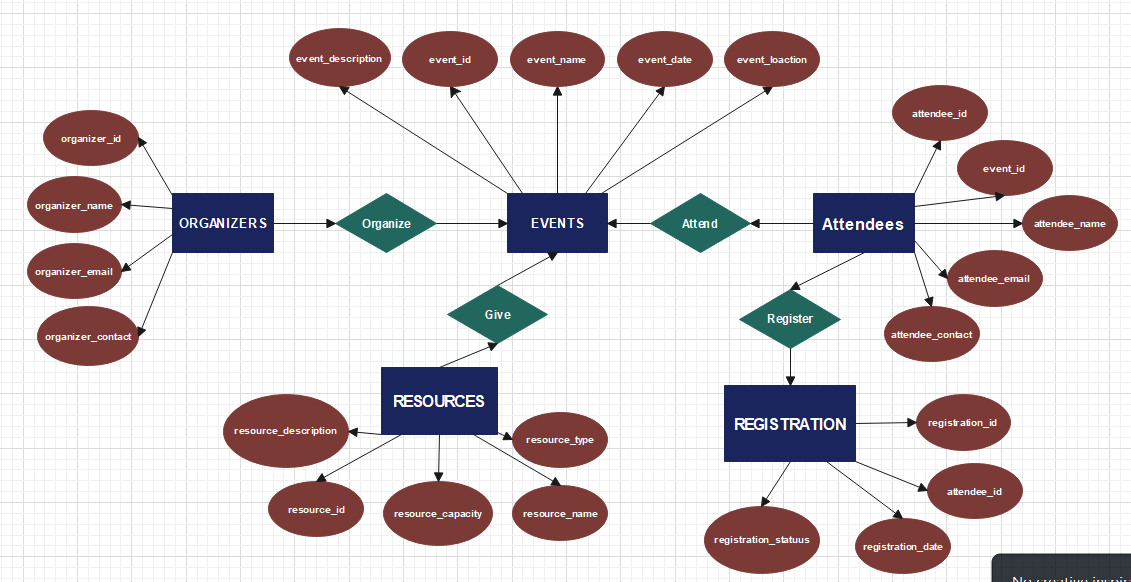 event_description
event_id
event_name
event_date
event_loaction
attendee_id
organizer_id
event_id
organizer_name
ORGANIZERS
Organize
EVENTS
Attend
Attendees
attendee_name
organizer_email
attendee_email
Give
Register
organizer_contact
attendee_contact
RESOURCES
REGISTRATION
registration_id
resource_description
resource_type
attendee_id
resource_id
resource_capacity
resource_name
registration_statuus
registration_date